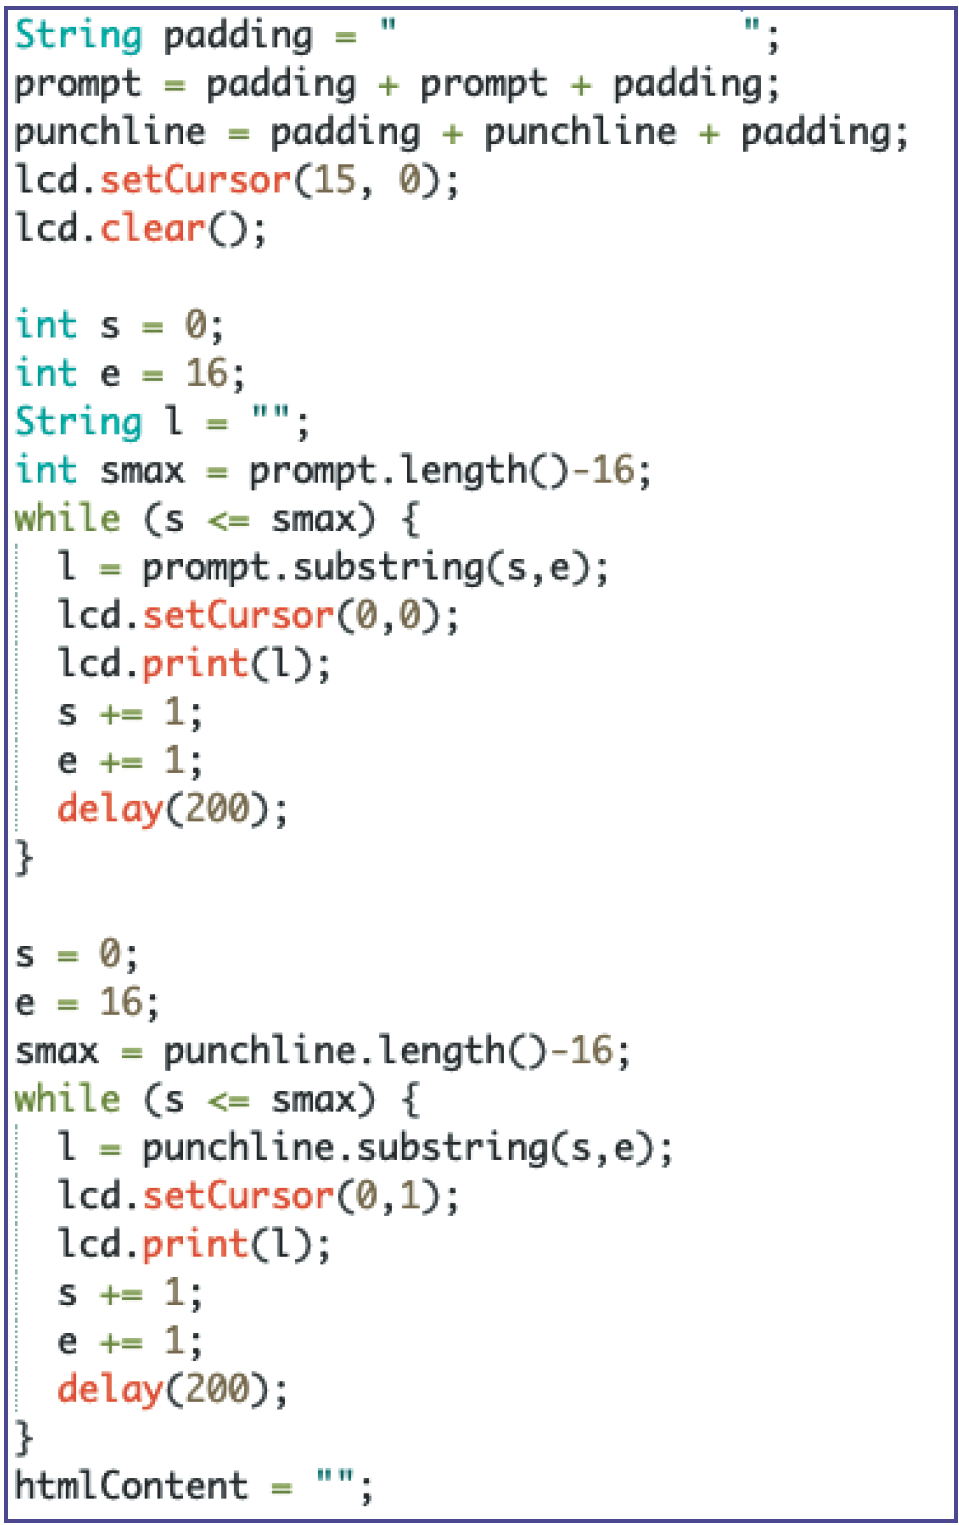 String padding = "                ";
prompt = padding + prompt + padding;
punchline = padding + punchline + padding;
lcd.setCursor(15, 0);
lcd.clear();

int s = 0;
int e = 16;
String l = "";
int smax = prompt.length()-16;
while (s <= smax) {
  l = prompt.substring(s,e);
  lcd.setCursor(0,0);
  lcd.print(l);
  s += 1;
  e += 1;
  delay(200);
}

s = 0;
e = 16;
smax = punchline.length()-16;
while (s <= smax) {
  l = punchline.substring(s,e);
  lcd.setCursor(0,1);
  lcd.print(l);
  s += 1;
  e += 1;
  delay(200);
}
htmlContent = "";